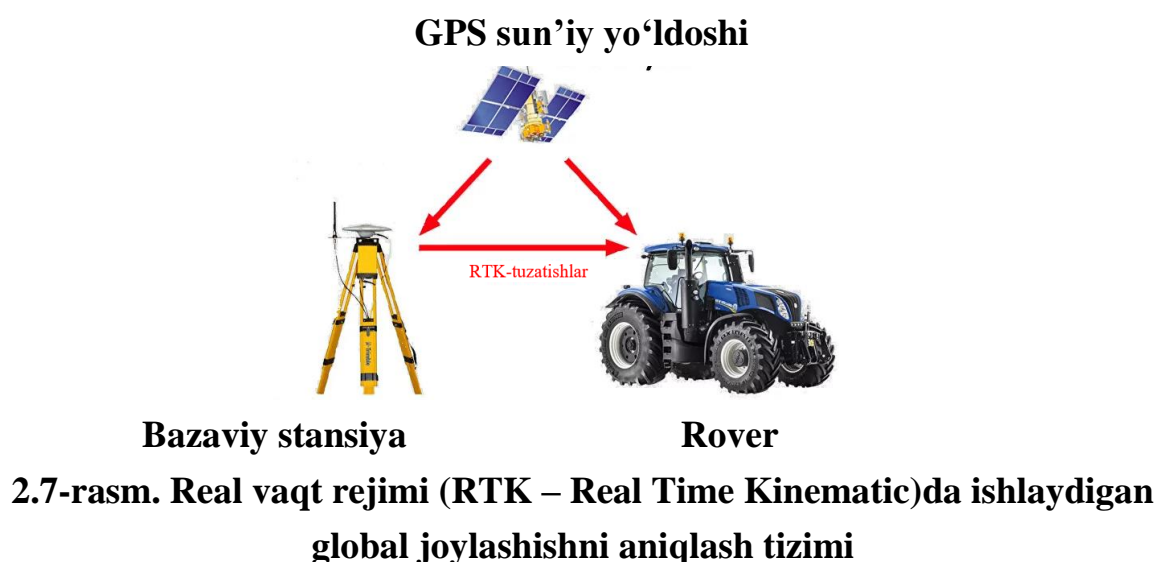 GPS sun’iy yo‘ldoshi
RTK-tuzatishlar
Bazaviy stansiya
Rover
2.7-rasm. Real vaqt rejimi (RTK – Real Time Kinematic)da ishlaydigan
global joylashishni aniqlash tizimi